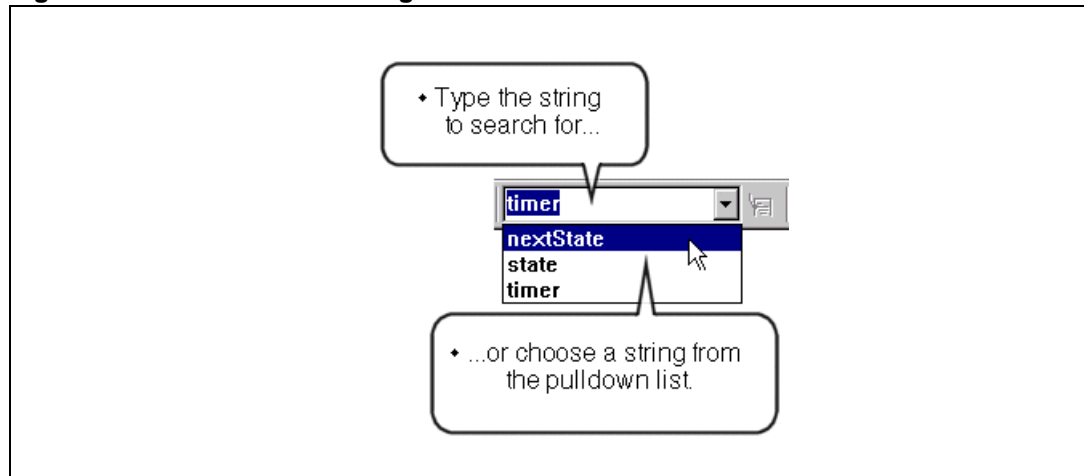 • Type the string
to search for...
timer
nextState
state
timer
• ...or choose a string from
the pulldown list.